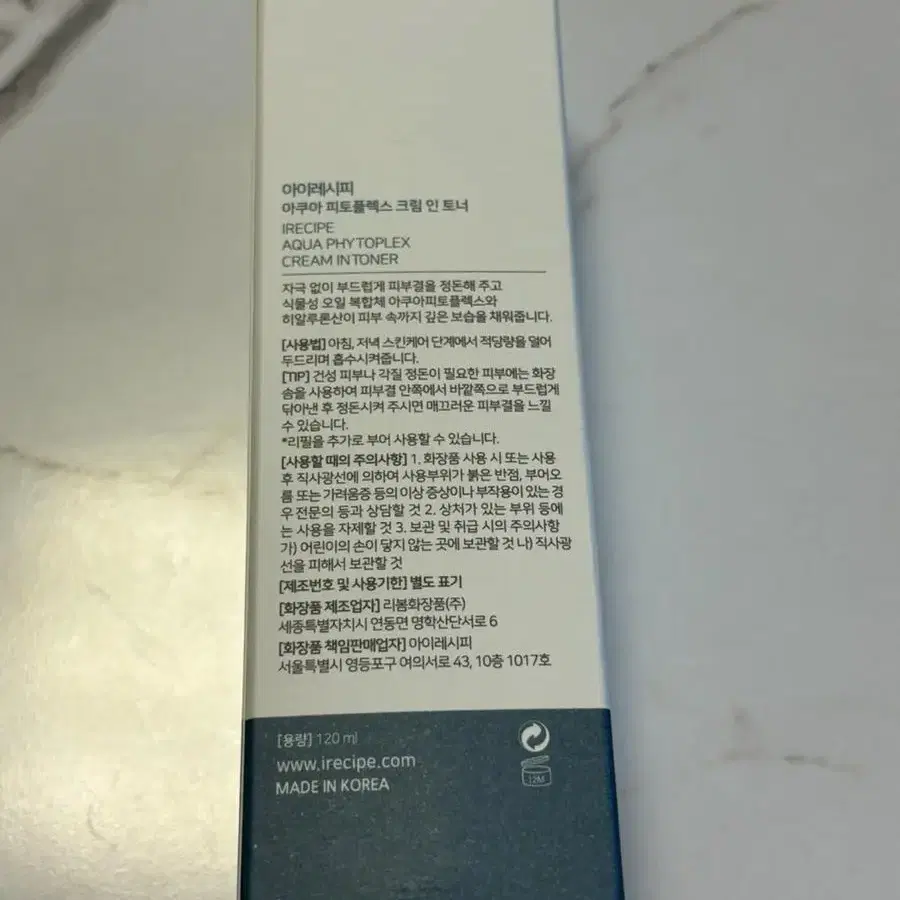 아이레시피
아쿠아 피토플렉스 크림 인 토너
IRECIPE
AQUA PHYTOPLEX
CREAM IN TONER
자극 없이 부드럽게 피부결을 정돈해 주고
식물성 오일 복합체 아쿠아피토플렉스와
히알루론산이 피부 속까지 깊은 보습을 채워줍니다.
[사용법] 아침, 저녁 스킨케어 단계에서 적당량을 덜어
두드리며 흡수시켜줍니다.
[TIP] 건성 피부나 각질 정돈이 필요한 피부에는 화장
솜을 사용하여 피부결 안쪽에서 바깥쪽으로 부드럽게
닦아낸 후 정돈시켜 주시면 매끄러운 피부결을 느낄
수 있습니다.
*리필을 추가로 부어 사용할 수 있습니다.
[사용할 때의 주의사항] 1. 화장품 사용 시 또는 사용
후 직사광선에 의하여 사용부위가 붉은 반점, 부어오
름 또는 가려움증 등의 이상 증상이나 부작용이 있는 경
우 전문의 등과 상담할 것 2. 상처가 있는 부위 등에
는 사용을 자제할 것 3. 보관 및 취급 시의 주의사항
가) 어린이의 손이 닿지 않는 곳에 보관할 것 나) 직사광
선을 피해서 보관할 것
[제조번호 및 사용기한] 별도 표기
[화장품 제조업자] 리봄화장품(주)
세종특별자치시 연동면 명학산단서로 6
[화장품 책임판매업자] 아이레시피
서울특별시 영등포구 여의서로 43, 10층 1017호
[용량] 120 ml
www.irecipe.com
MADE IN KOREA
12M